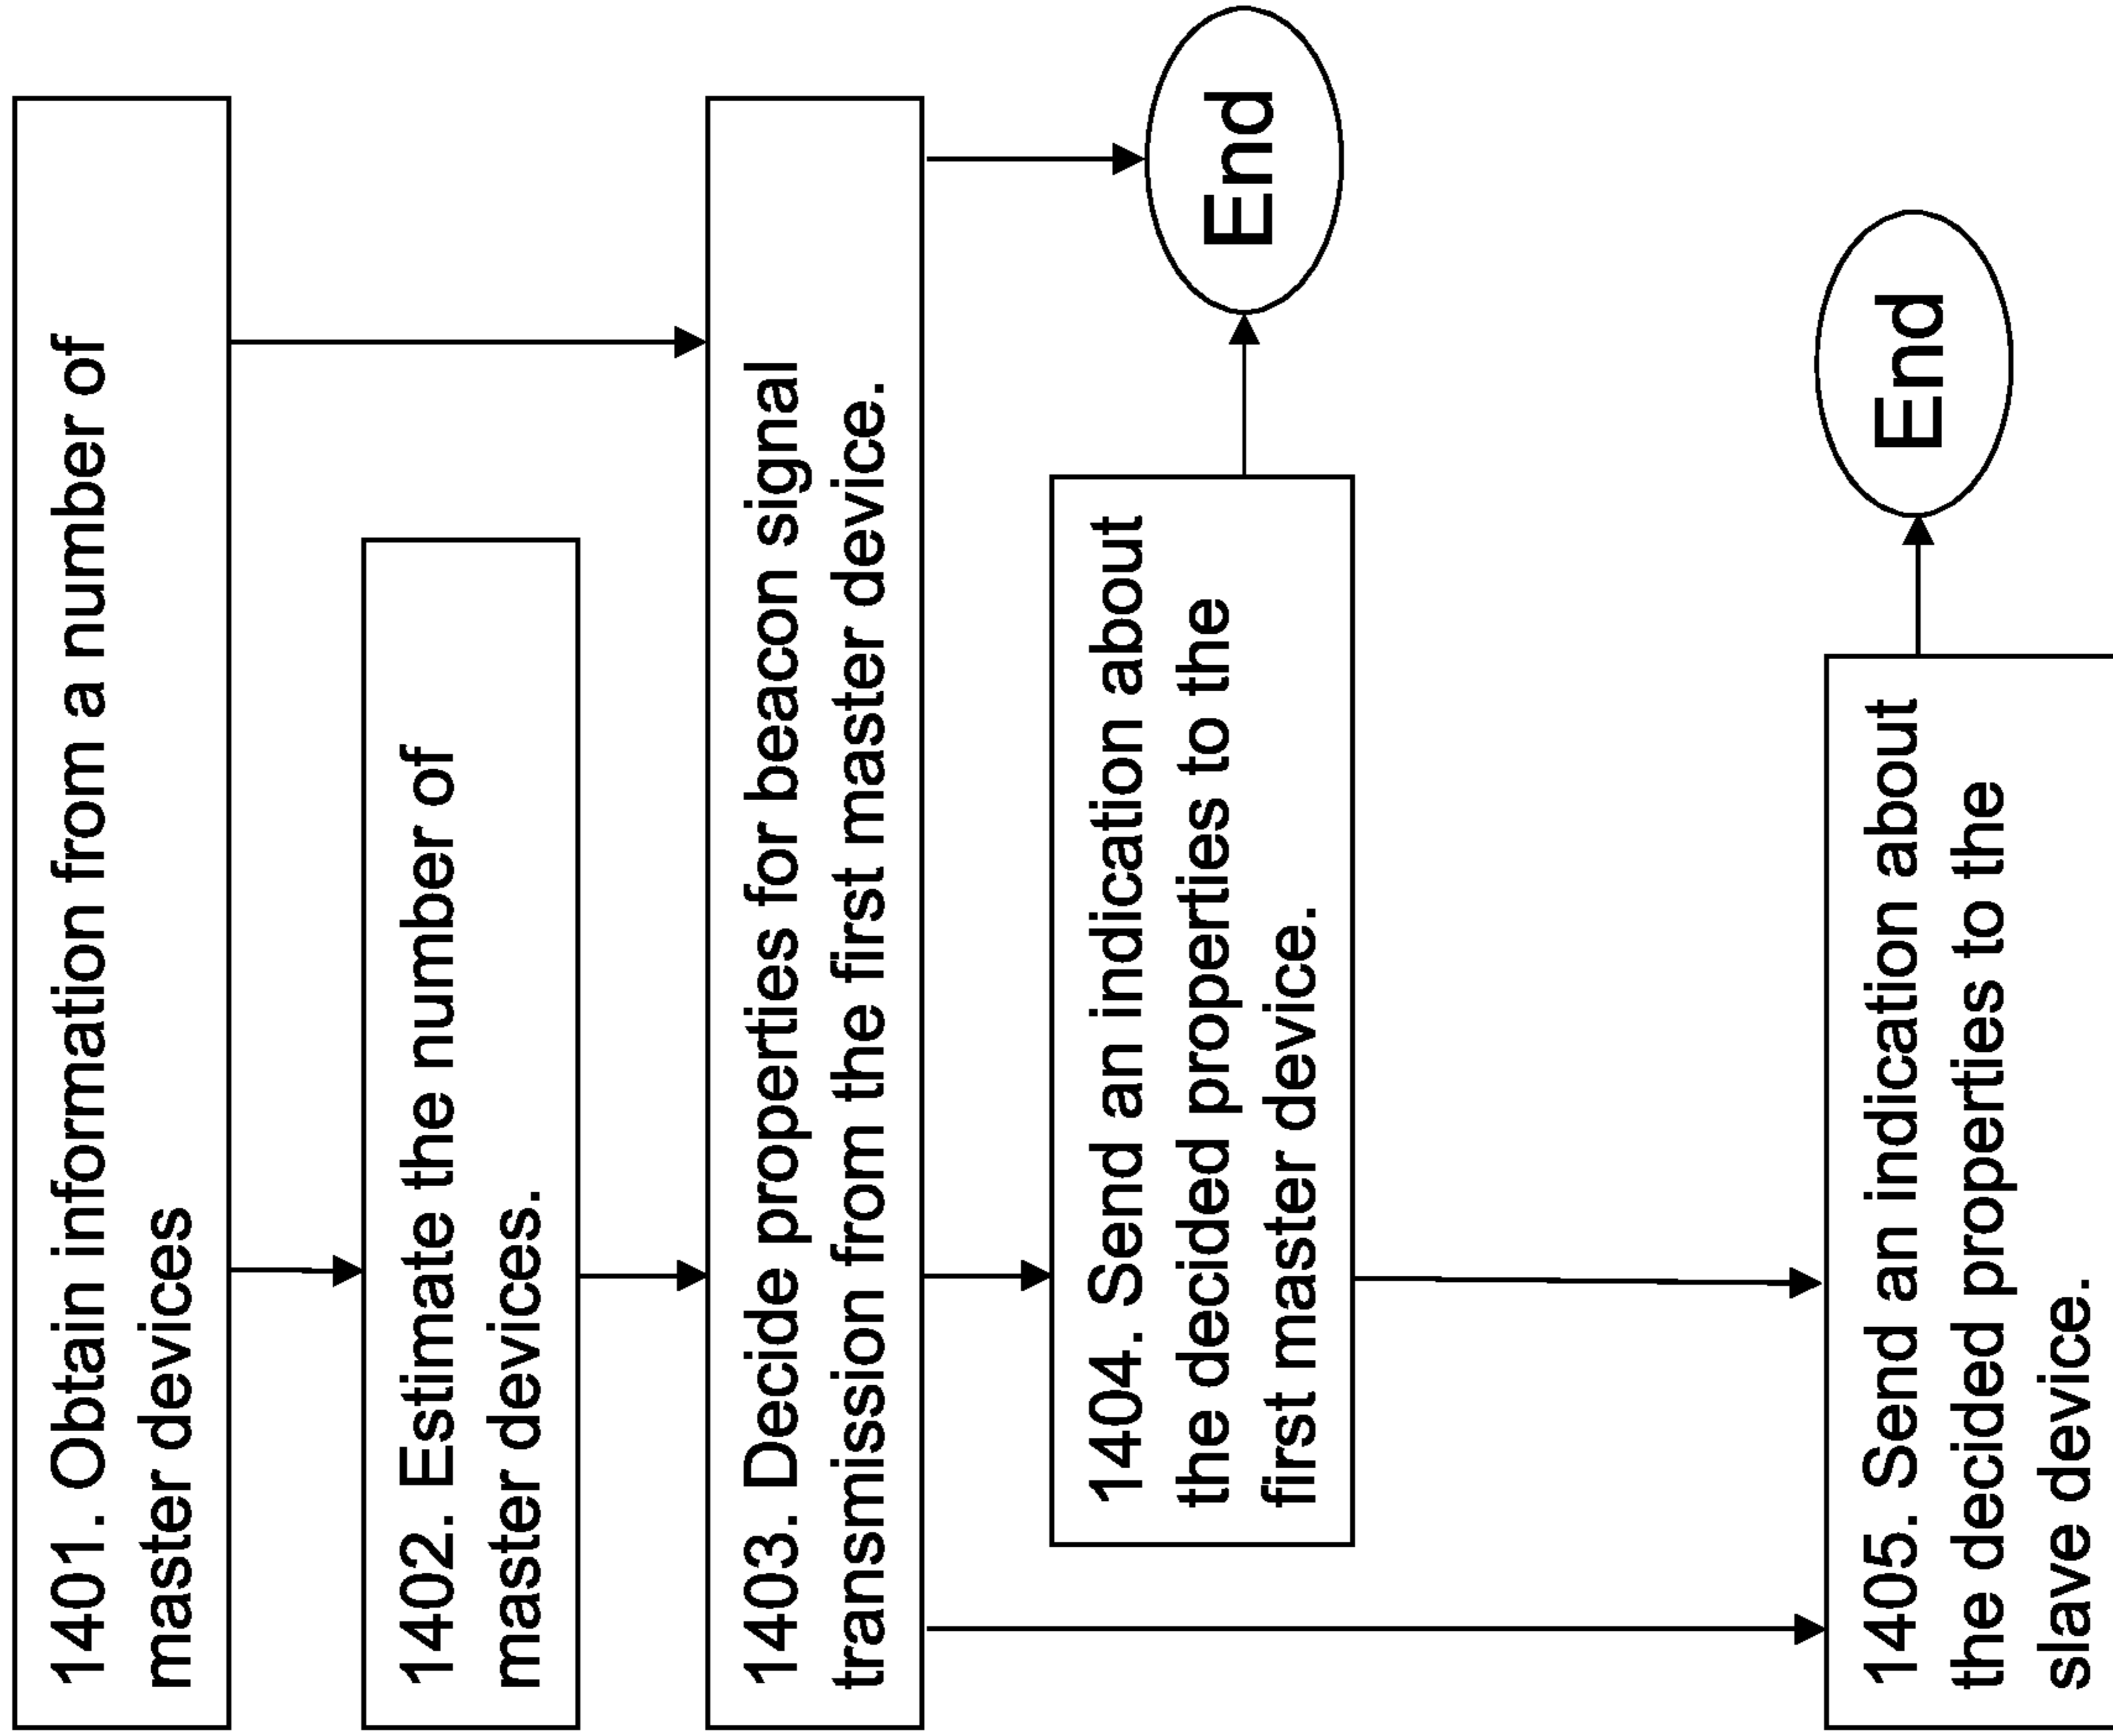 1401. Obtain information from a number of
master devices
1402. Estimate the number of
master devices.
1403. Decide properties for beacon signal
transmission from the first master device.
End
1404. Send an indication about
the decided properties to the
first master device.
End
1405. Send an indication about
the decided properties to the
slave device.